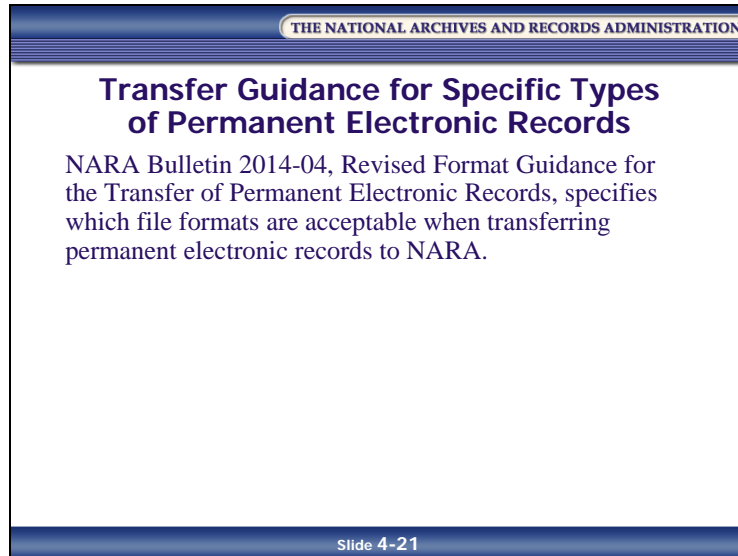 THE NATIONAL ARCHIVES AND RECORDS ADMINISTRATION
Transfer Guidance for Specific Types
of Permanent Electronic Records
NARA Bulletin 2014-04, Revised Format Guidance for
the Transfer of Permanent Electronic Records, specifies
which file formats are acceptable when transferring
permanent electronic records to NARA.
Slide 4-21